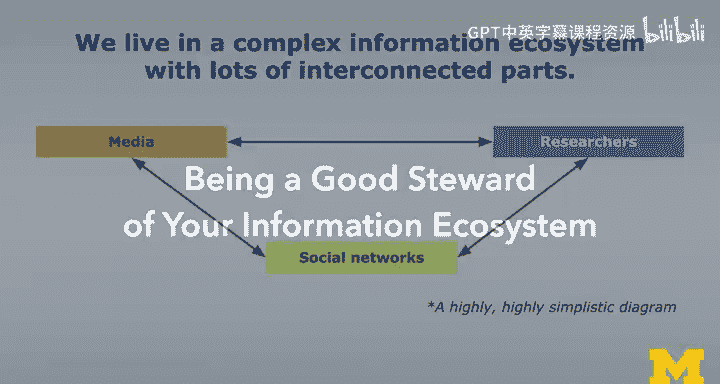 We live in a complex information ecosystem
with lots of interconnected parts.
GPT中英字幕课程资源 bilibili
Media
Researchers
Being a Good Steward
of Your Information Ecosystem
Social networks
*A highly, highly simplistic diagram
M